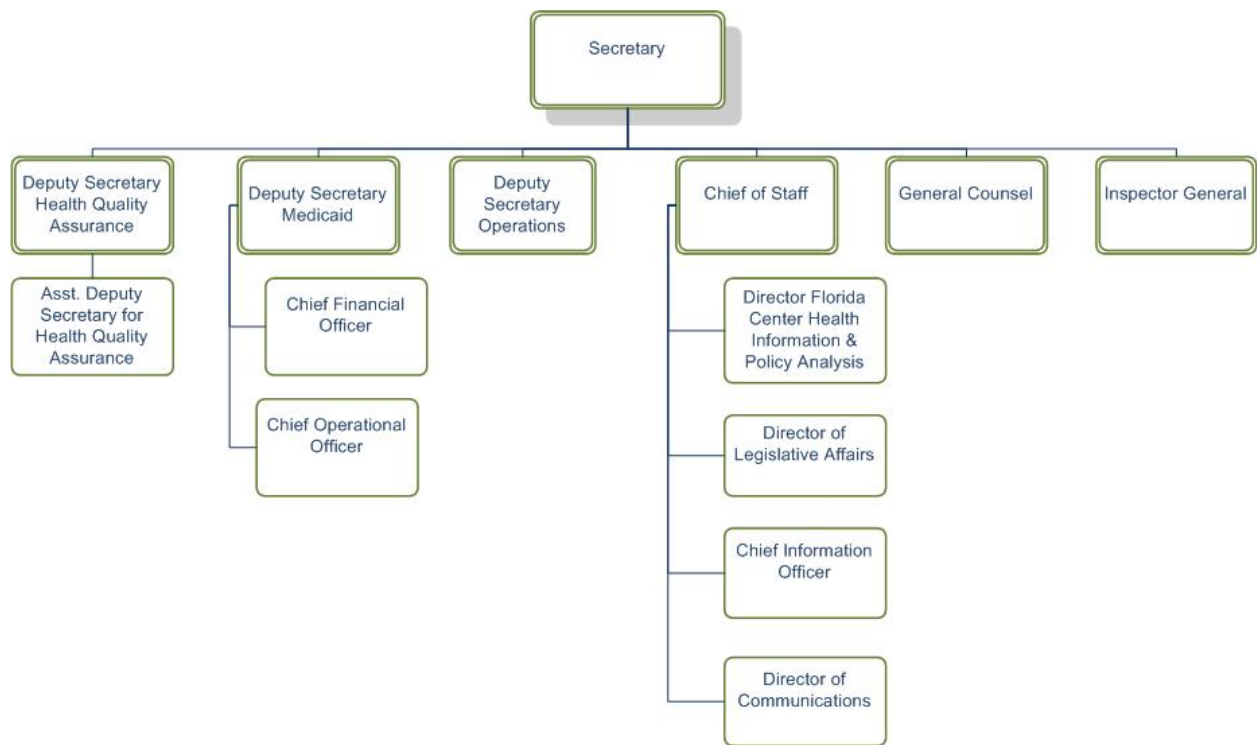 Secretary
Deputy Secretary
Health Quality
Assurance
Deputy Secretary
Medicaid
Deputy
Secretary
Operations
Chief of Staff
General Counsel
Inspector General
Asst. Deputy
Secretary for
Health Quality
Assurance
Chief Financial
Officer
Chief Operational
Officer
Director Florida
Center Health
Information &
Policy Analysis
Director of
Legislative Affairs
Chief Information
Officer
Director of
Communications